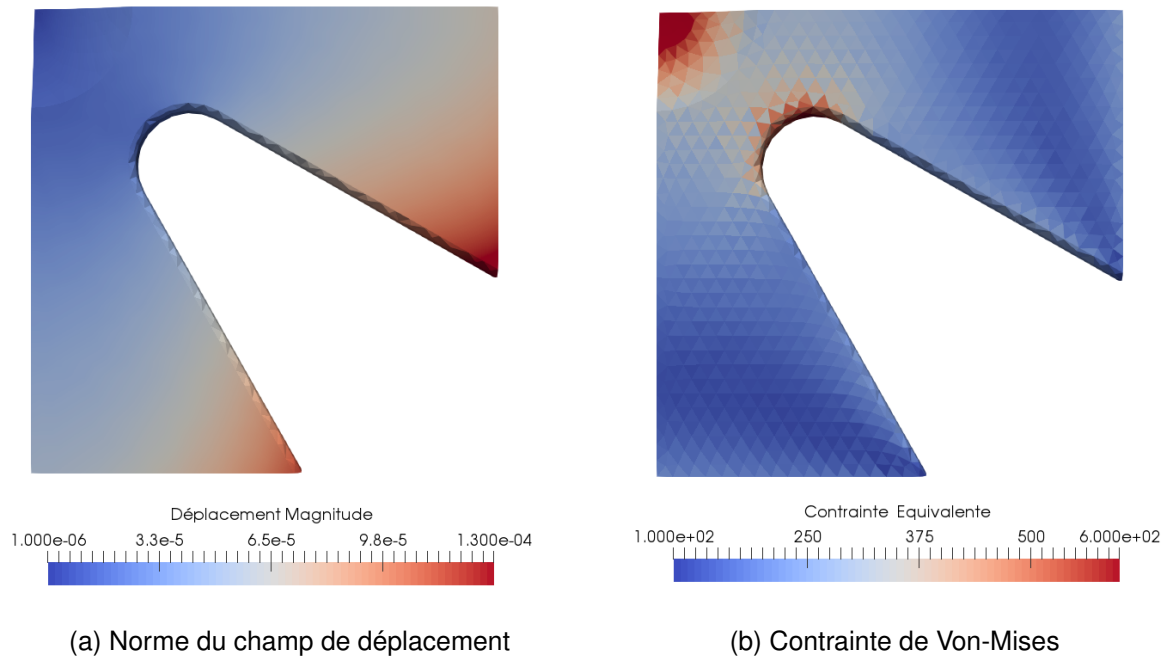 Déplacement Magnitude
1.000e-06 3.3e-5 6.5e-5 9.8e-5 1.300e-04
(a) Norme du champ de déplacement
Contrainte Equivalente
1.000e+02 250 375 500 6.000e+02
(b) Contrainte de Von-Mises